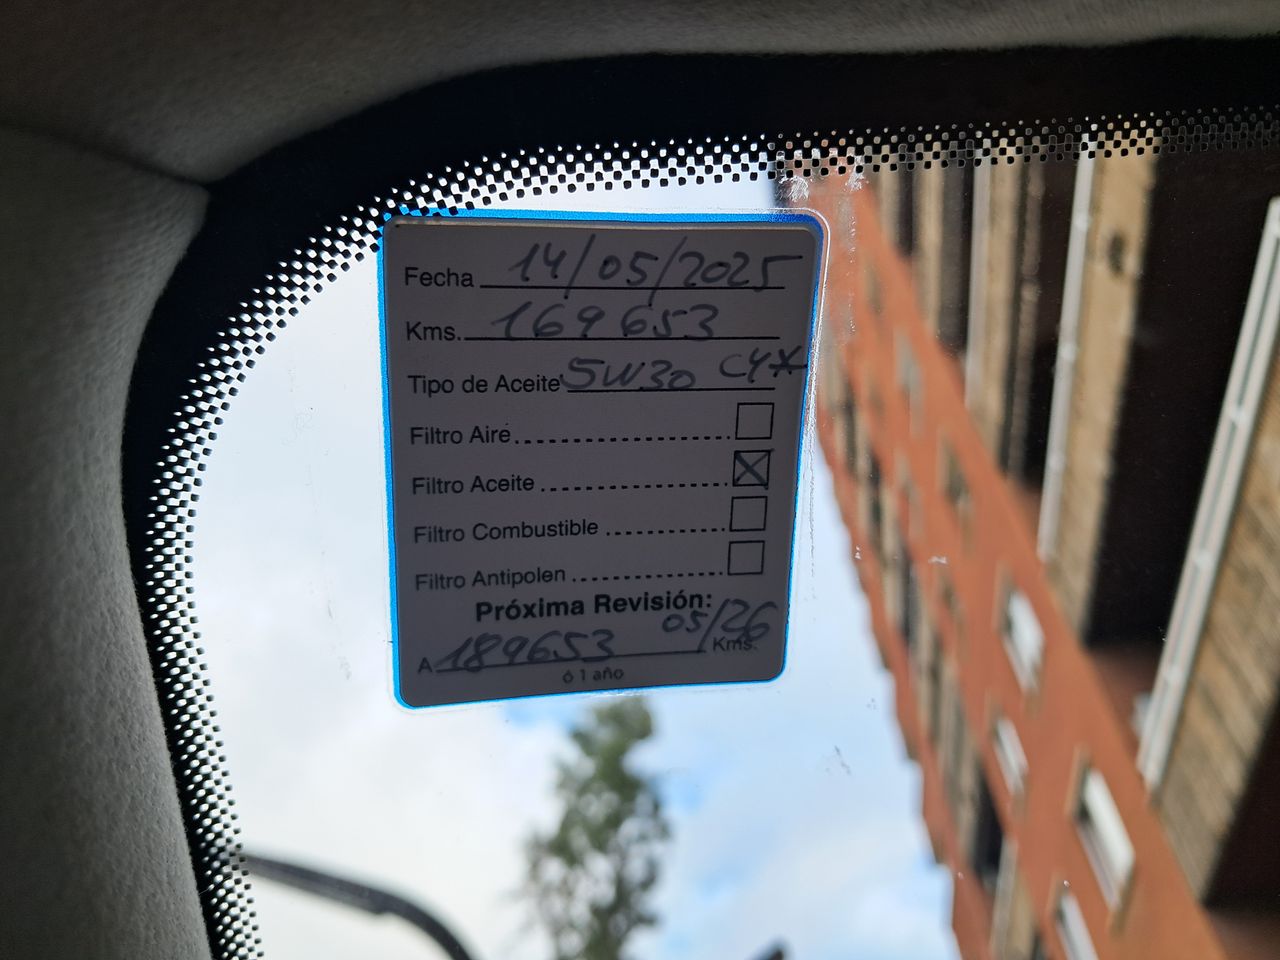 Fecha 14/05/2025
Kms. 169653
Tipo de Aceite 5W30 C4*
Filtro Aire
Filtro Aceite X
Filtro Combustible
Filtro Antipolen
Próxima Revisión:
05/26
A 189653 Kms.
ó 1 año